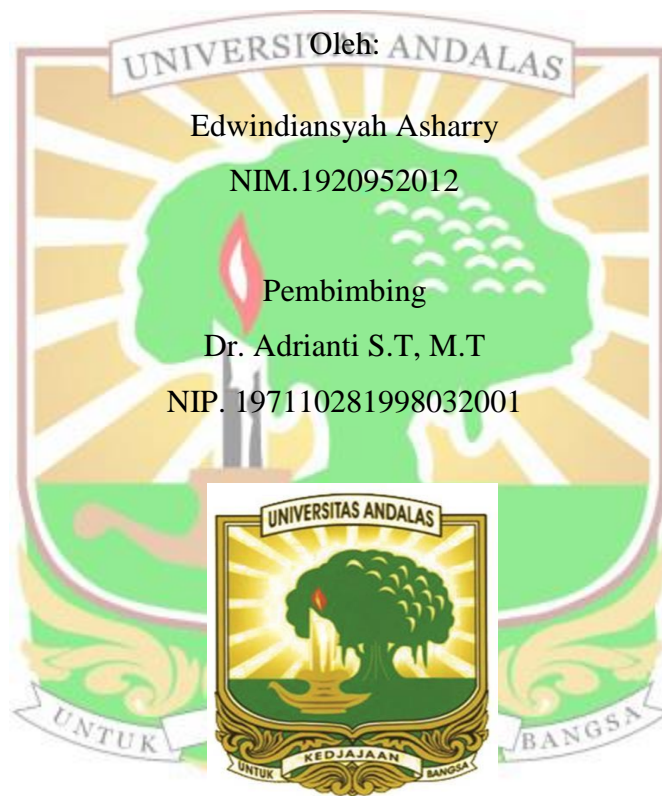 UNIVERSITAS ANDALAS
Oleh:
Edwindiansyah Asharry
NIM.1920952012
Pembimbing
Dr. Adrianti S.T, M.T
NIP. 197110281998032001
UNIVERSITAS ANDALAS
UNTUK KEDJAJAAN BANGSA
UNTUK BANGSA